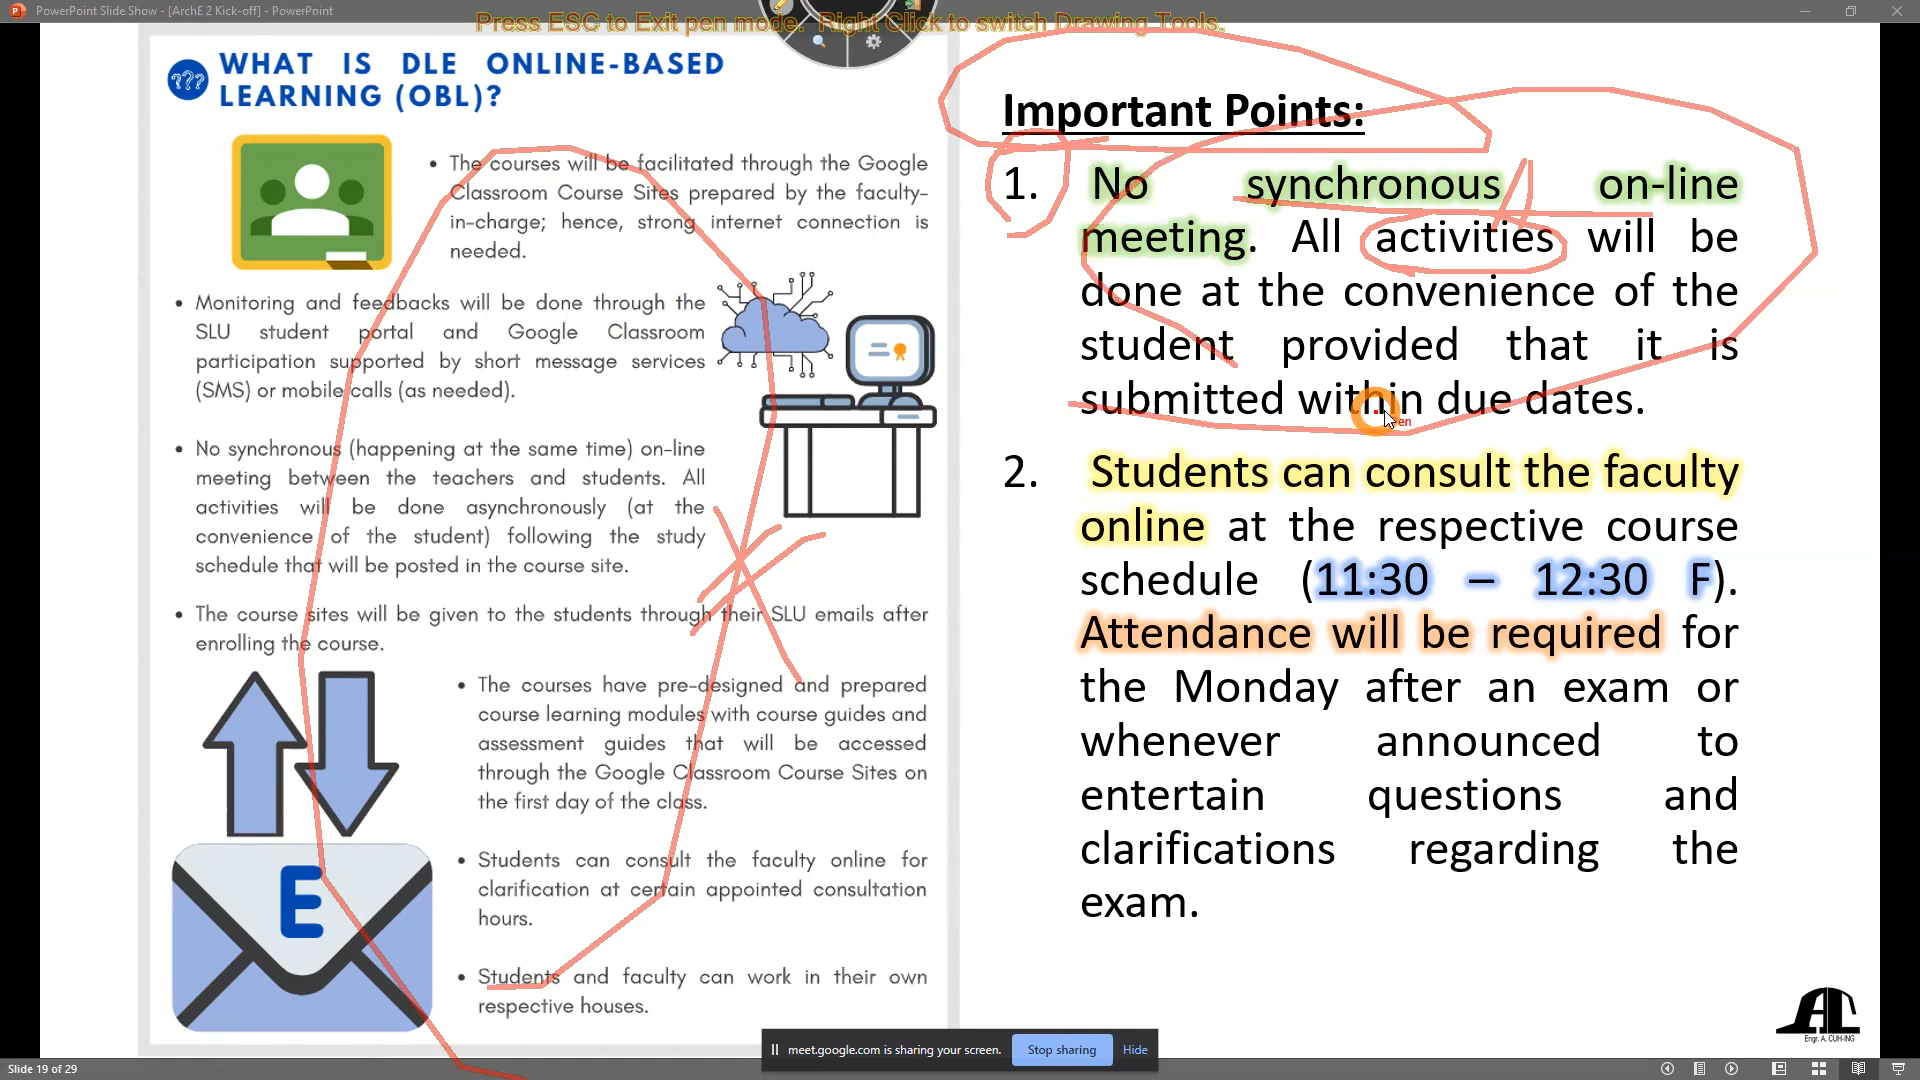 PowerPoint Slide Show - [ArchE 2 Kick-off] - PowerPoint
Press ESC to Exit pen mode. Right Click to switch Drawing Tools.
???
WHAT IS DLE ONLINE-BASED
LEARNING (OBL)?
• The courses will be facilitated through the Google
Classroom Course Sites prepared by the faculty-
in-charge; hence, strong internet connection is
needed.
• Monitoring and feedbacks will be done through the
SLU student portal and Google Classroom
participation supported by short message services
(SMS) or mobile calls (as needed).
• No synchronous (happening at the same time) on-line
meeting between the teachers and students. All
activities will be done asynchronously (at the
convenience of the student) following the study
schedule that will be posted in the course site.
• The course sites will be given to the students through their SLU emails after
enrolling the course.
• The courses have pre-designed and prepared
course learning modules with course guides and
assessment guides that will be accessed
through the Google Classroom Course Sites on
the first day of the class.
• Students can consult the faculty online for
clarification at certain appointed consultation
hours.
• Students and faculty can work in their own
respective houses.
E
Important Points:
1. No synchronous on-line
meeting. All activities will be
done at the convenience of the
student provided that it is
submitted within due dates.
2. Students can consult the faculty
online at the respective course
schedule (11:30 – 12:30 F).
Attendance will be required for
the Monday after an exam or
whenever announced to
entertain questions and
clarifications regarding the
exam.
Engr. A. CUH-ING
meet.google.com is sharing your screen.
Stop sharing
Hide
Slide 19 of 29